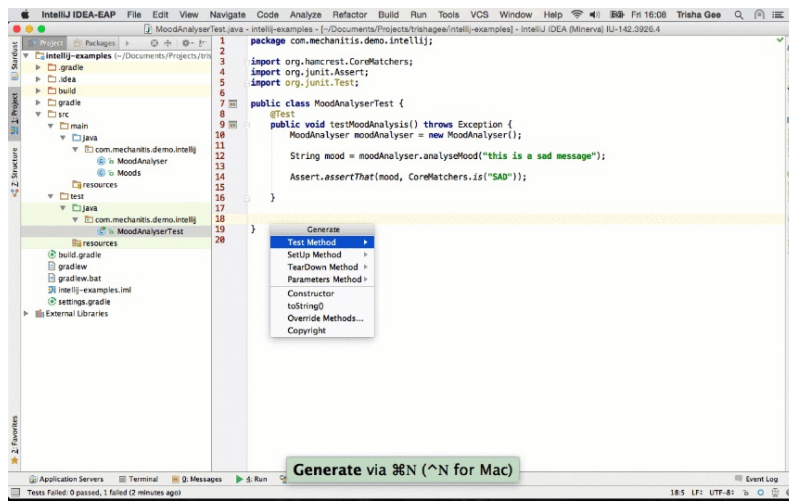 IntelliJ IDEA-EAP File Edit View Navigate Code Analyze Refactor Build Run Tools VCS Window Help Fri 16:08 Trisha Gee
MoodAnalyserTest.java - intellij-examples - [~/Documents/Projects/trishagee/intellij-examples] - IntelliJ IDEA (Minerva) IU-142.3926.4
Project Packages
intellij-examples (~/Documents/Projects/tris
.gradle
.idea
build
gradle
src
main
java
com.mechanitis.demo.intellij
MoodAnalyser
Moods
resources
test
java
com.mechanitis.demo.intellij
MoodAnalyserTest
resources
build.gradle
gradlew
gradlew.bat
intellij-examples.iml
settings.gradle
External Libraries
Stardust
1: Project
Z: Structure
2: Favorites
1 package com.mechanitis.demo.intellij;
2
3 import org.hamcrest.CoreMatchers;
4 import org.junit.Assert;
5 import org.junit.Test;
6
7 public class MoodAnalyserTest {
8 @Test
9 public void testMoodAnalysis() throws Exception {
10 MoodAnalyser moodAnalyser = new MoodAnalyser();
11
12 String mood = moodAnalyser.analyseMood("this is a sad message");
13
14 Assert.assertThat(mood, CoreMatchers.is("SAD"));
15
16 }
17
18
19 }
20
Generate
Test Method
SetUp Method
TearDown Method
Parameters Method
Constructor
toString()
Override Methods...
Copyright
Generate via ⌘N (^N for Mac)
Application Servers Terminal 0: Messages 4: Run Event Log
Tests Failed: 0 passed, 1 failed (2 minutes ago) 18:5 LF: UTF-8: